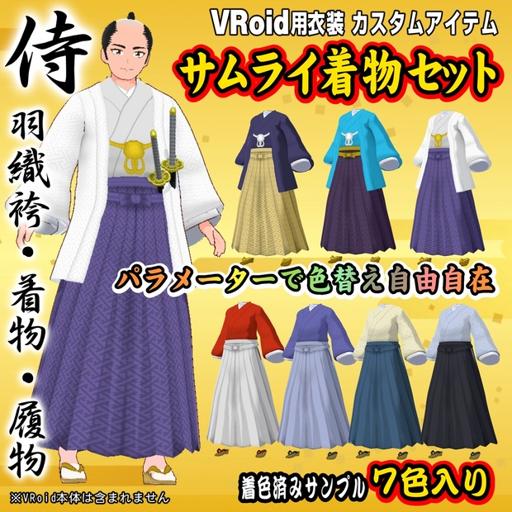 侍
羽織袴・着物・履物
VRoid用衣装 カスタムアイテム
サムライ着物セット
パラメーターで色替え自由自在
着色済みサンプル7色入り
※VRoid本体は含まれません